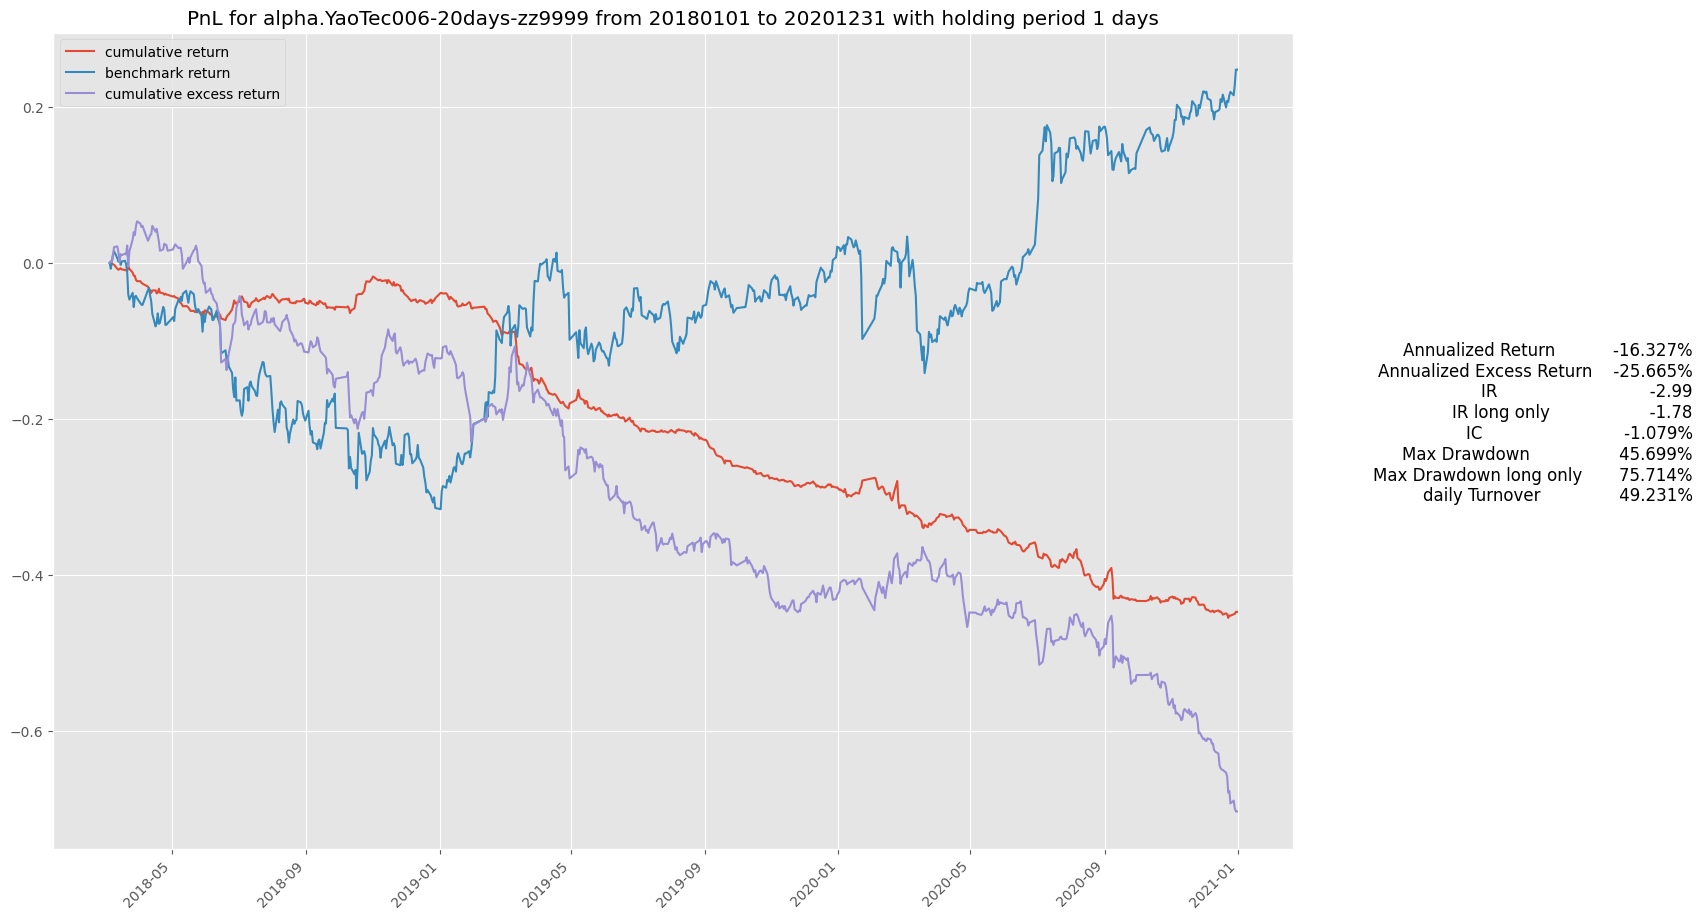 PnL for alpha.YaoTec006-20days-zz9999 from 20180101 to 20201231 with holding period 1 days
cumulative return
benchmark return
cumulative excess return
0.2
0.0
−0.2
−0.4
−0.6
2018-05
2018-09
2019-01
2019-05
2019-09
2020-01
2020-05
2020-09
2021-01
Annualized Return -16.327%
Annualized Excess Return -25.665%
IR -2.99
IR long only -1.78
IC -1.079%
Max Drawdown 45.699%
Max Drawdown long only 75.714%
daily Turnover 49.231%